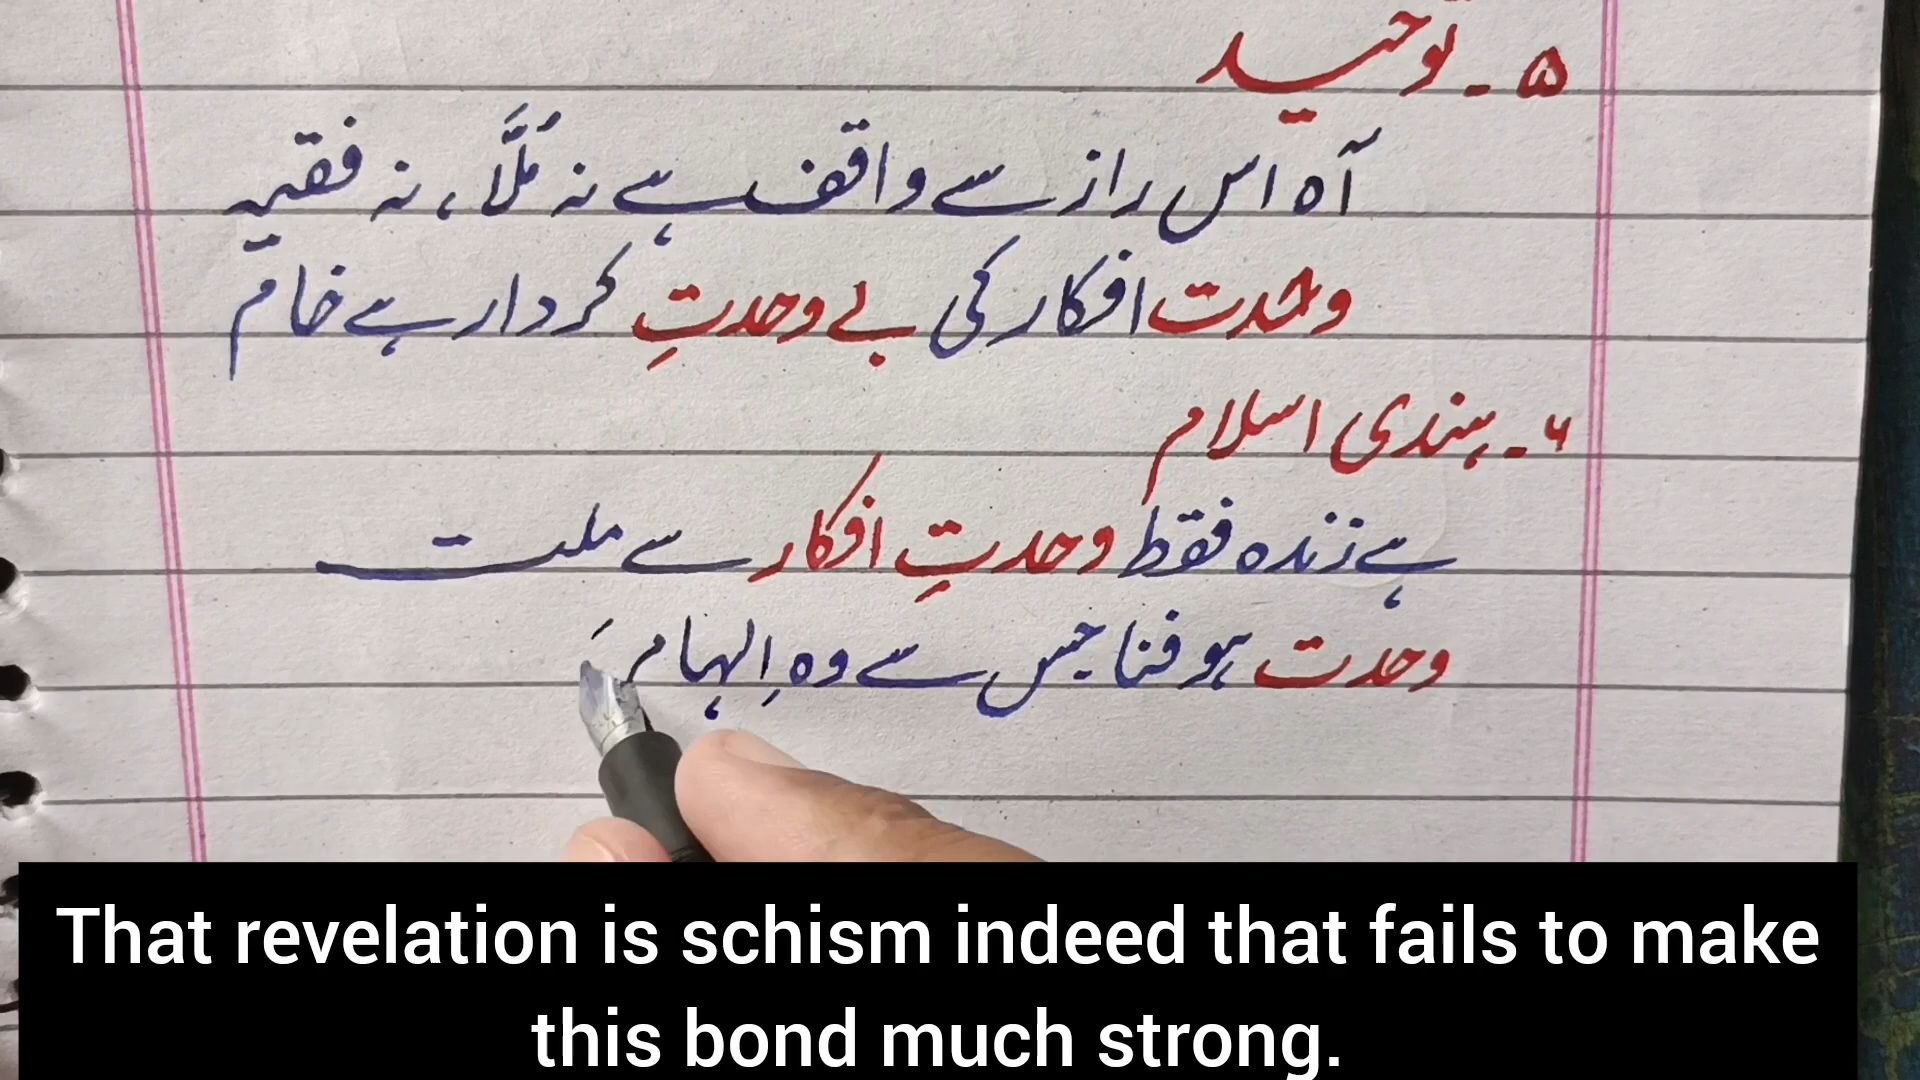 ۵ ۔ توحید
آہ اس راز سے واقف ہے نہ مُلَّا، نہ فقیہ
وحدت افکار کی بے وحدتِ کردار ہے خام
۶ ۔ ہندی اسلام
ہے زندہ فقط وحدتِ افکار سے ملت
وحدت ہو فنا جس سے وہ اِلہام
That revelation is schism indeed that fails to make
this bond much strong.